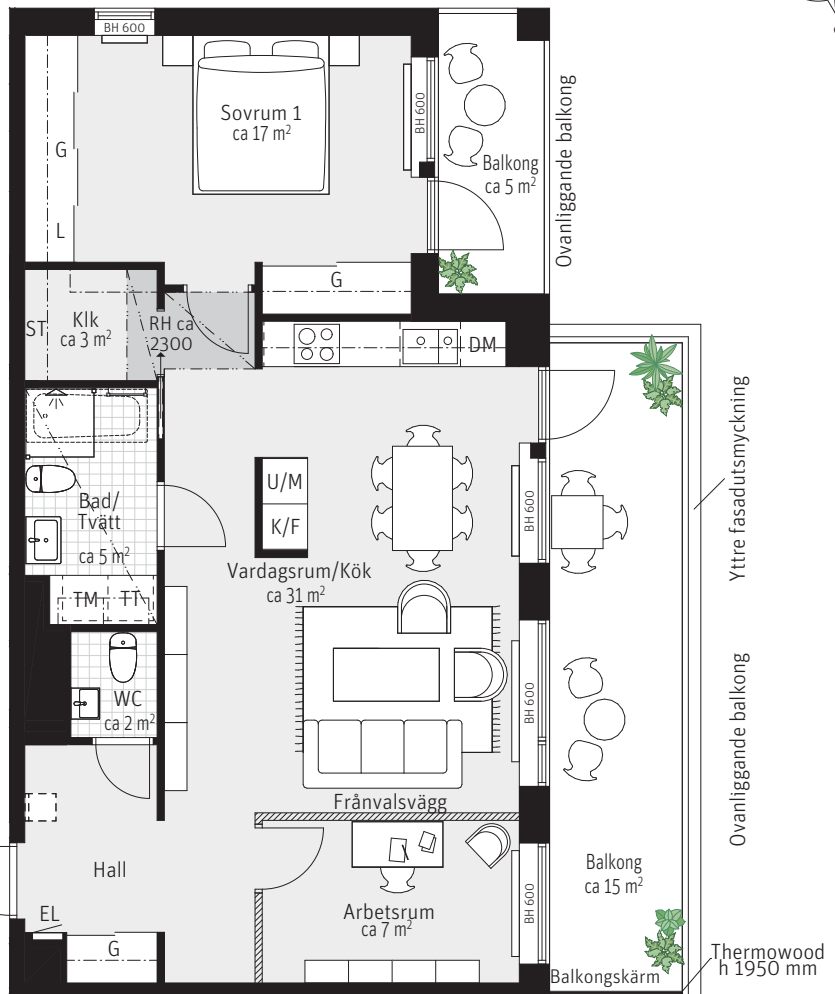 BH 600
Sovrum 1
ca 17 m²
BH 600
G
L
Balkong
ca 5 m²
Ovanliggande balkong
G
ST
Klk
ca 3 m²
RH ca
2300
DM
U/M
K/F
Bad/
Tvätt
ca 5 m²
BH 600
Yttre fasadutsmyckning
Vardagsrum/Kök
ca 31 m²
TM
TT
WC
ca 2 m²
BH 600
Ovanliggande balkong
Frånvalsvägg
Hall
Balkong
ca 15 m²
EL
G
Arbetsrum
ca 7 m²
BH 600
Balkongskärm
Thermowood
h 1950 mm